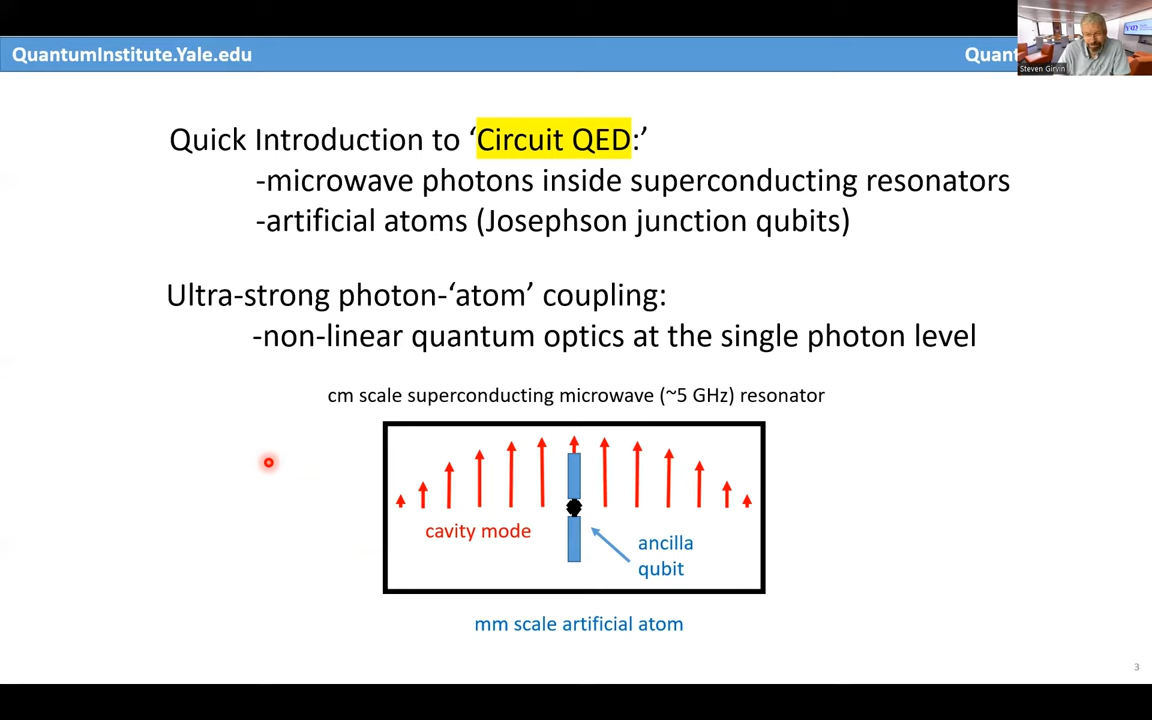 QuantumInstitute.Yale.edu
Quant
Steven Girvin
Quick Introduction to ‘Circuit QED:’
-microwave photons inside superconducting resonators
-artificial atoms (Josephson junction qubits)
Ultra-strong photon-‘atom’ coupling:
-non-linear quantum optics at the single photon level
cm scale superconducting microwave (~5 GHz) resonator
cavity mode
ancilla
qubit
mm scale artificial atom
3